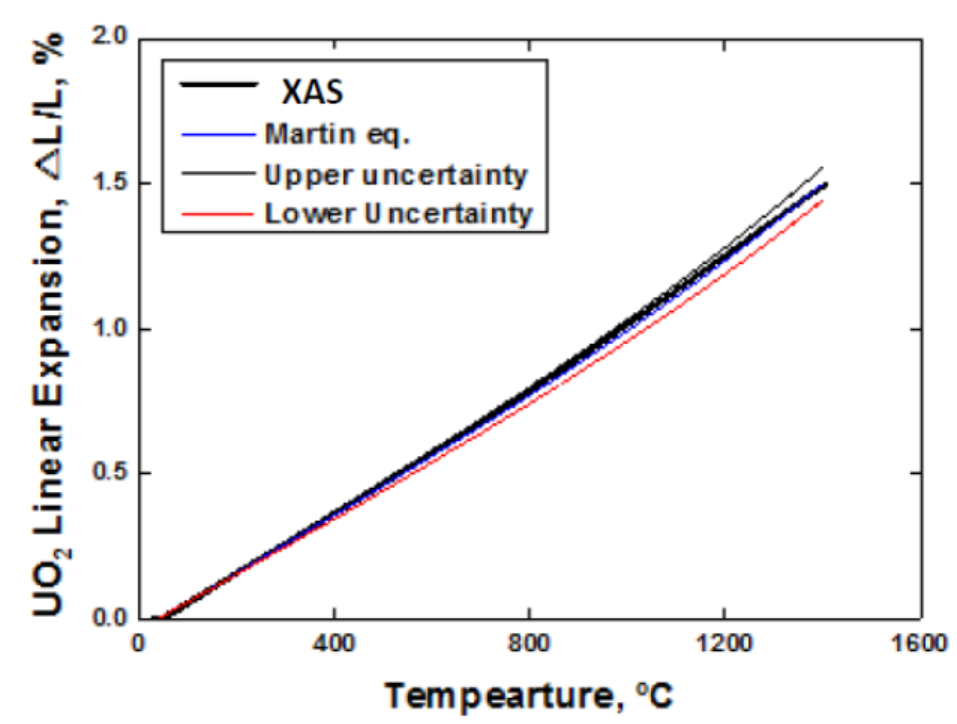 UO2 Linear Expansion, △L/L, %
2.0
1.5
1.0
0.5
0.0
XAS
Martin eq.
Upper uncertainty
Lower Uncertainty
0 400 800 1200 1600
Tempearture, ºC